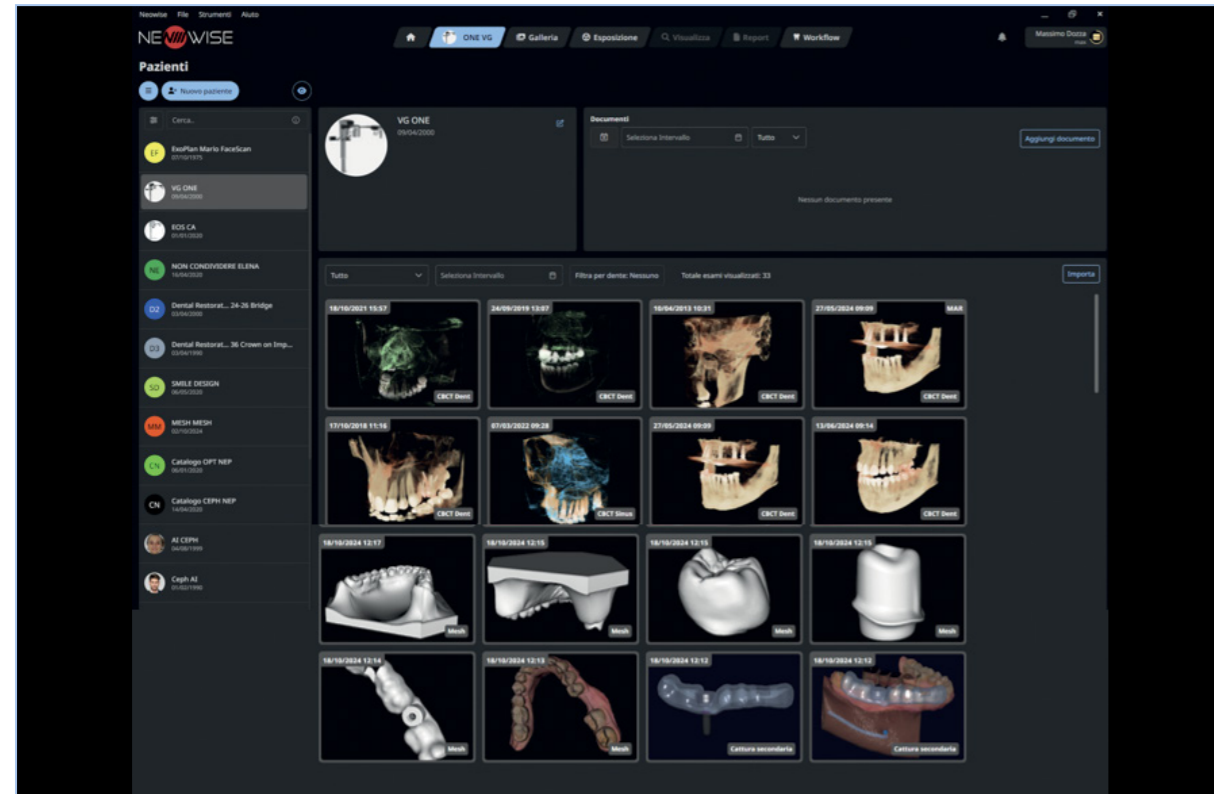 Neowise File Strumenti Aiuto
NEOWISE
ONE VG Galleria Esposizione Visualizza Report Workflow
Massimo Dozza
max
Pazienti
Nuovo paziente
Cerca..
ExoPlan Mario FaceScan
07/10/1975
VG ONE
09/04/2000
EOS CA
01/01/2020
NE
NON CONDIVIDERE ELENA
16/04/2020
D2
Dental Restorat... 24-26 Bridge
03/04/2000
D3
Dental Restorat... 36 Crown on Imp...
03/04/1990
SD
SMILE DESIGN
06/05/2020
MM
MESH MESH
02/10/2024
CN
Catalogo OPT NEP
06/01/2020
CN
Catalogo CEPH NEP
14/04/2020
AI CEPH
04/08/1999
Ceph AI
01/02/1990
VG ONE
09/04/2000
Documenti
Seleziona Intervallo Tutto
Aggiungi documento
Nessun documento presente
Tutto Seleziona Intervallo Filtra per dente: Nessuno Totale esami visualizzati: 33 Importa
18/10/2021 15:57
CBCT Dent
24/09/2019 13:07
CBCT Dent
10/04/2013 10:31
CBCT Dent
27/05/2024 09:09 MAR
CBCT Dent
17/10/2018 11:16
CBCT Dent
07/03/2022 09:28
CBCT Sinus
27/05/2024 09:09
CBCT Dent
13/06/2024 09:14
CBCT Dent
18/10/2024 12:17
Mesh
18/10/2024 12:15
Mesh
18/10/2024 12:15
Mesh
18/10/2024 12:15
Mesh
18/10/2024 12:14
Mesh
18/10/2024 12:13
Mesh
18/10/2024 12:12
Cattura secondaria
18/10/2024 12:12
Cattura secondaria